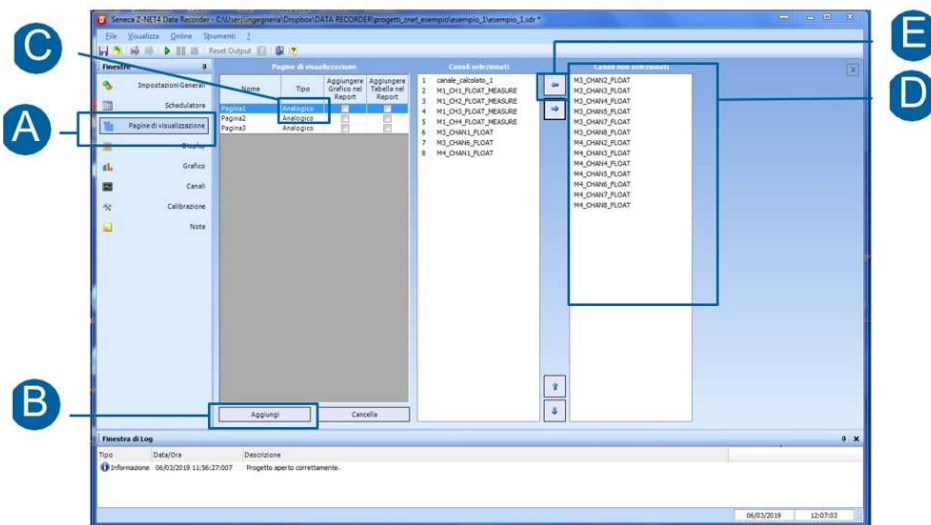 C
E
D
A
B
Seneca Z-NET4 Data Recorder - C:\Users\ingegneria\Dropbox\DATA RECORDER\progetti_znet_esempio\esempio_1\esempio_1.sdr *
File Visualizza Online Strumenti ?
Reset Output
Finestre
Impostazioni Generali
Schedulatore
Pagine di visualizzazione
Display
Grafico
Canali
Calibrazione
Note
Pagine di visualizzazione
Nome Tipo Aggiungere Grafico nel Report Aggiungere Tabella nel Report
Pagina1 Analogico
Pagina2 Analogico
Pagina3 Analogico
Aggiungi Cancella
Canali selezionati
1 canale_calcolato_1
2 M1_CH1_FLOAT_MEASURE
3 M1_CH2_FLOAT_MEASURE
4 M1_CH3_FLOAT_MEASURE
5 M1_CH4_FLOAT_MEASURE
6 M3_CHAN1_FLOAT
7 M3_CHAN6_FLOAT
8 M4_CHAN1_FLOAT
Canali non selezionati
M3_CHAN2_FLOAT
M3_CHAN3_FLOAT
M3_CHAN4_FLOAT
M3_CHAN5_FLOAT
M3_CHAN7_FLOAT
M3_CHAN8_FLOAT
M4_CHAN2_FLOAT
M4_CHAN3_FLOAT
M4_CHAN4_FLOAT
M4_CHAN5_FLOAT
M4_CHAN6_FLOAT
M4_CHAN7_FLOAT
M4_CHAN8_FLOAT
Finestra di Log
Tipo Data/Ora Descrizione
Informazione 06/03/2019 11:56:27:007 Progetto aperto correttamente.
06/03/2019 12:07:03